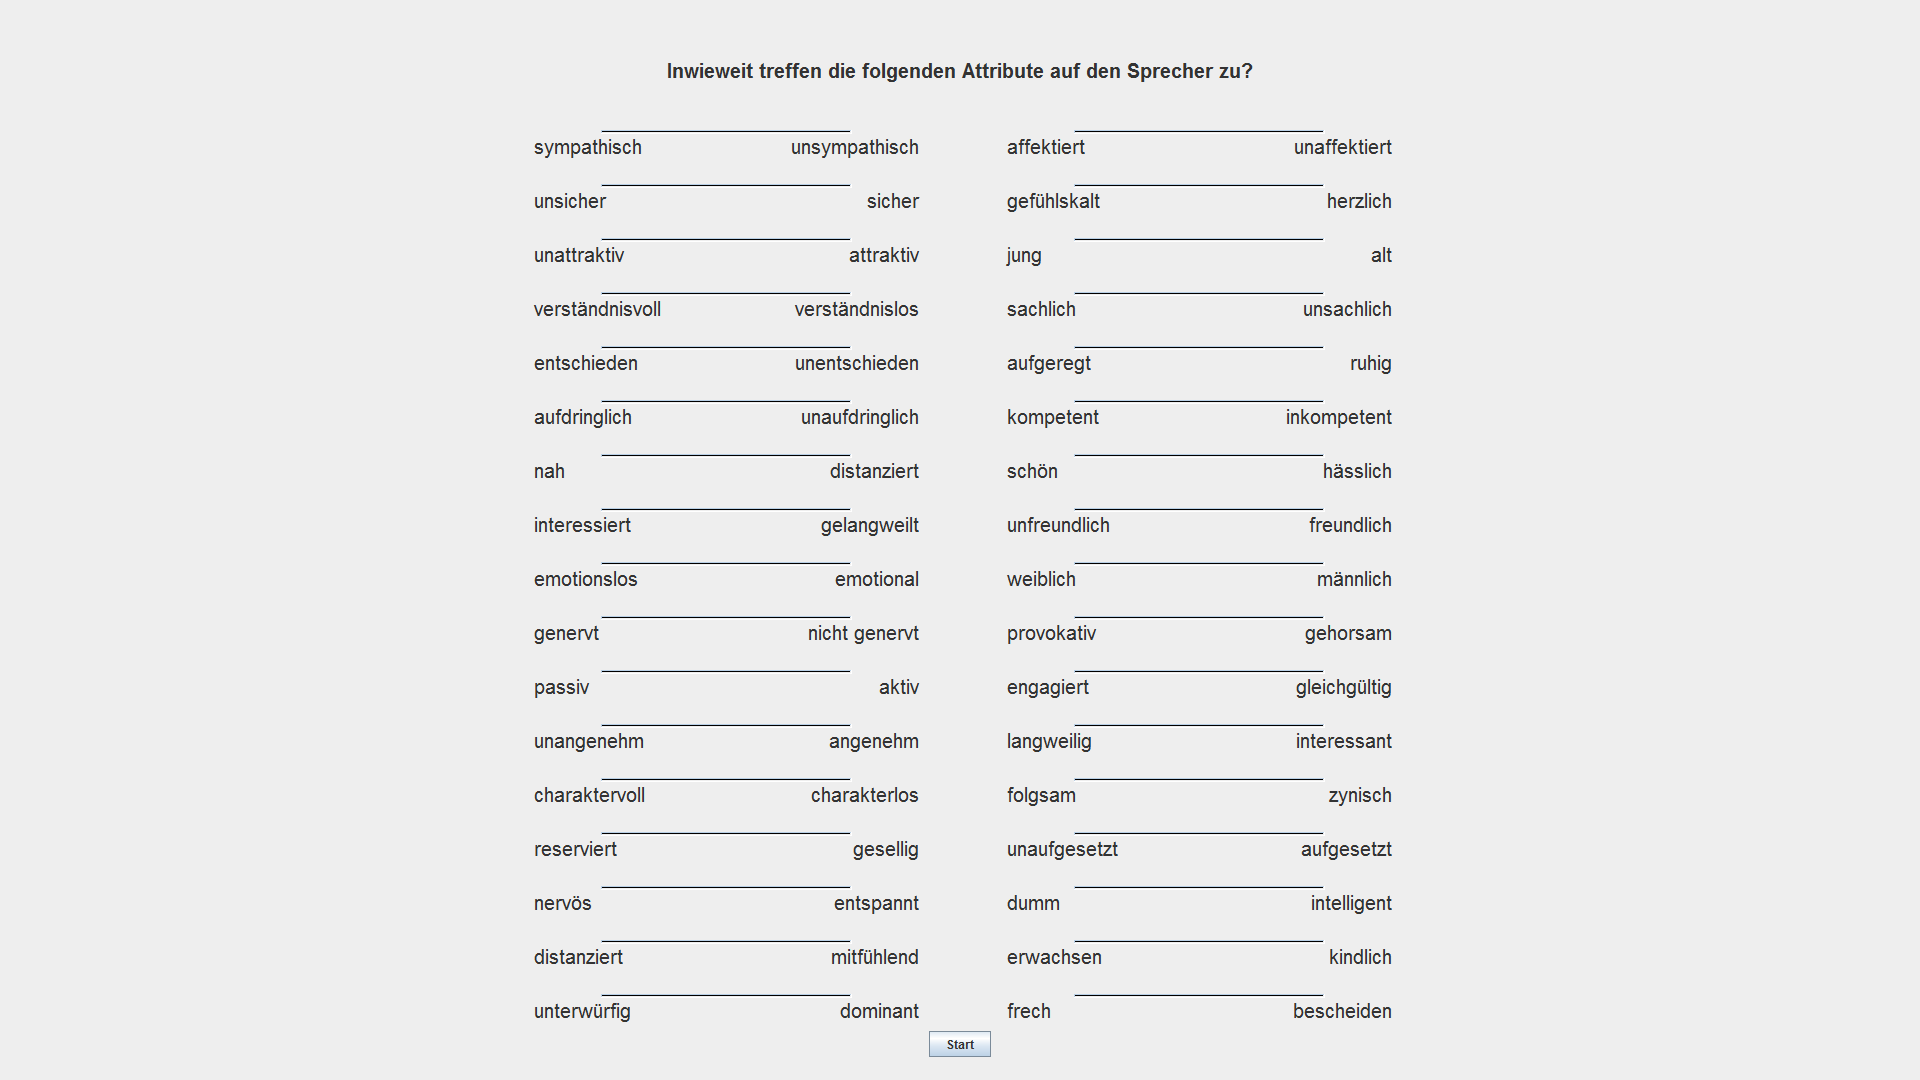 Inwieweit treffen die folgenden Attribute auf den Sprecher zu?
sympathisch unsympathisch
unsicher sicher
unattraktiv attraktiv
verständnisvoll verständnislos
entschieden unentschieden
aufdringlich unaufdringlich
nah distanziert
interessiert gelangweilt
emotionslos emotional
genervt nicht genervt
passiv aktiv
unangenehm angenehm
charaktervoll charakterlos
reserviert gesellig
nervös entspannt
distanziert mitfühlend
unterwürfig dominant
affektiert unaffektiert
gefühlskalt herzlich
jung alt
sachlich unsachlich
aufgeregt ruhig
kompetent inkompetent
schön hässlich
unfreundlich freundlich
weiblich männlich
provokativ gehorsam
engagiert gleichgültig
langweilig interessant
folgsam zynisch
unaufgesetzt aufgesetzt
dumm intelligent
erwachsen kindlich
frech bescheiden
Start